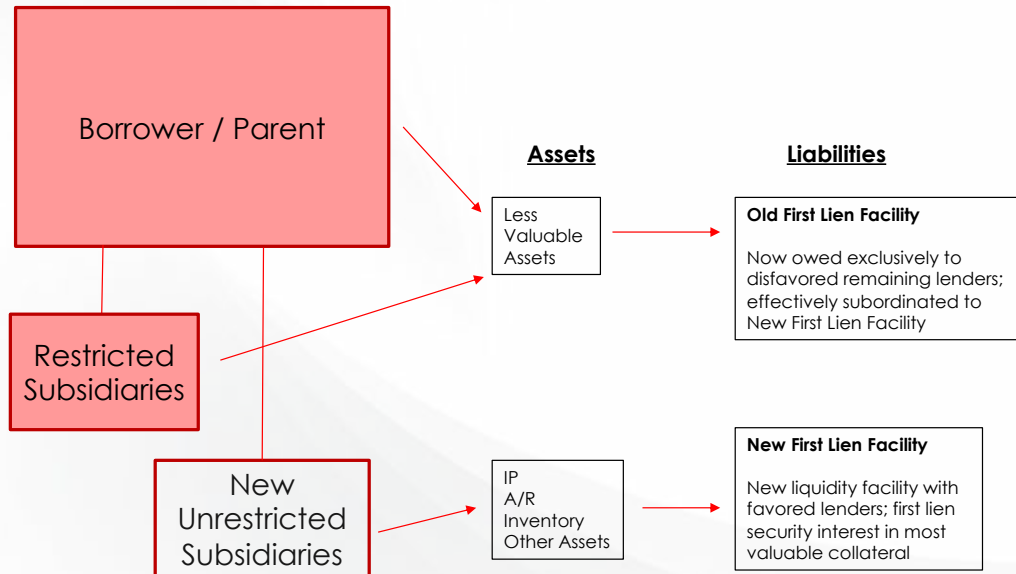 Borrower / Parent
Assets
Liabilities
Less
Valuable
Assets
Old First Lien Facility
Now owed exclusively to
disfavored remaining lenders;
effectively subordinated to
New First Lien Facility
Restricted
Subsidiaries
New
Unrestricted
Subsidiaries
IP
A/R
Inventory
Other Assets
New First Lien Facility
New liquidity facility with
favored lenders; first lien
security interest in most
valuable collateral